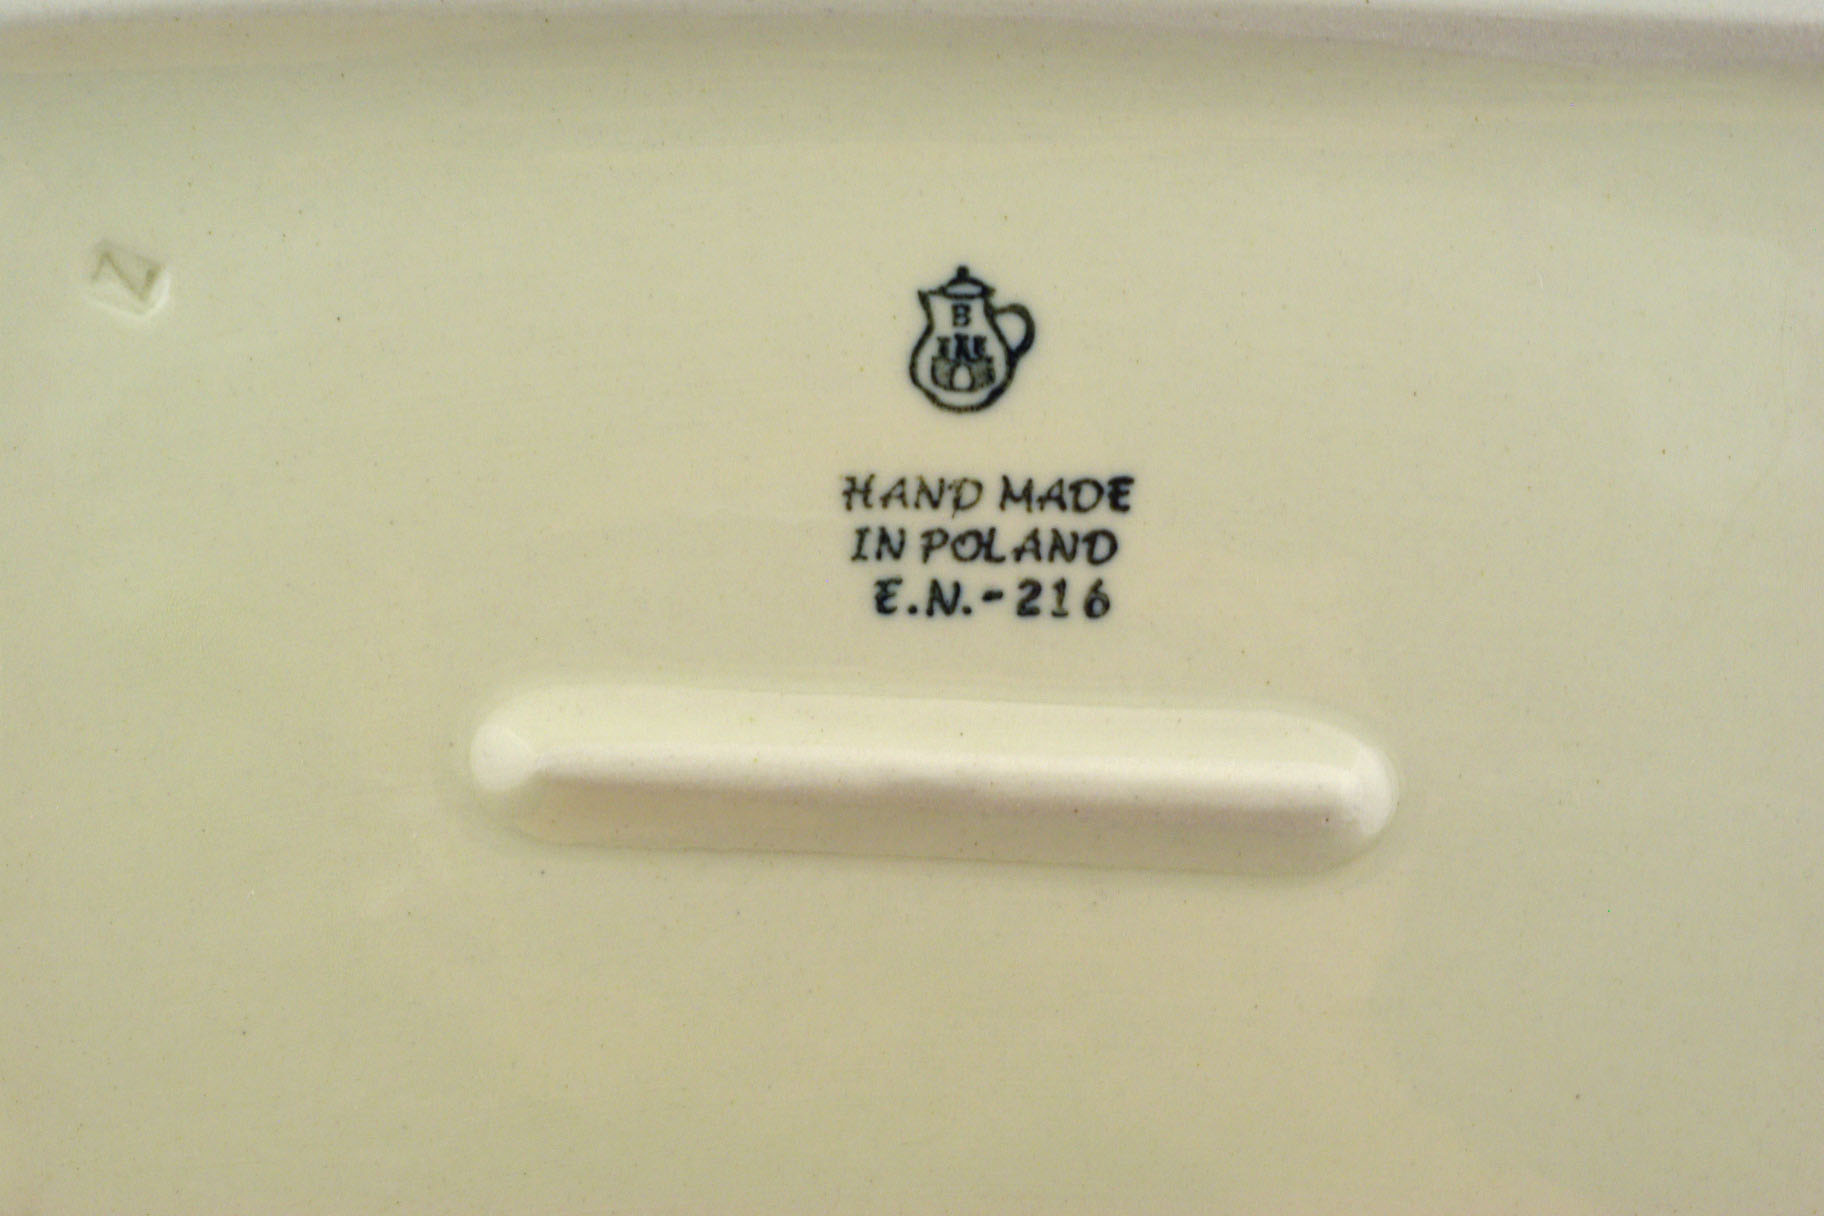 Z
B
HAND MADE
IN POLAND
E.N.-216